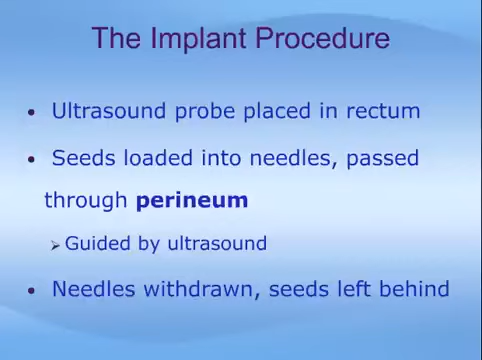 The Implant Procedure
• Ultrasound probe placed in rectum
• Seeds loaded into needles, passed
through perineum
➢ Guided by ultrasound
• Needles withdrawn, seeds left behind